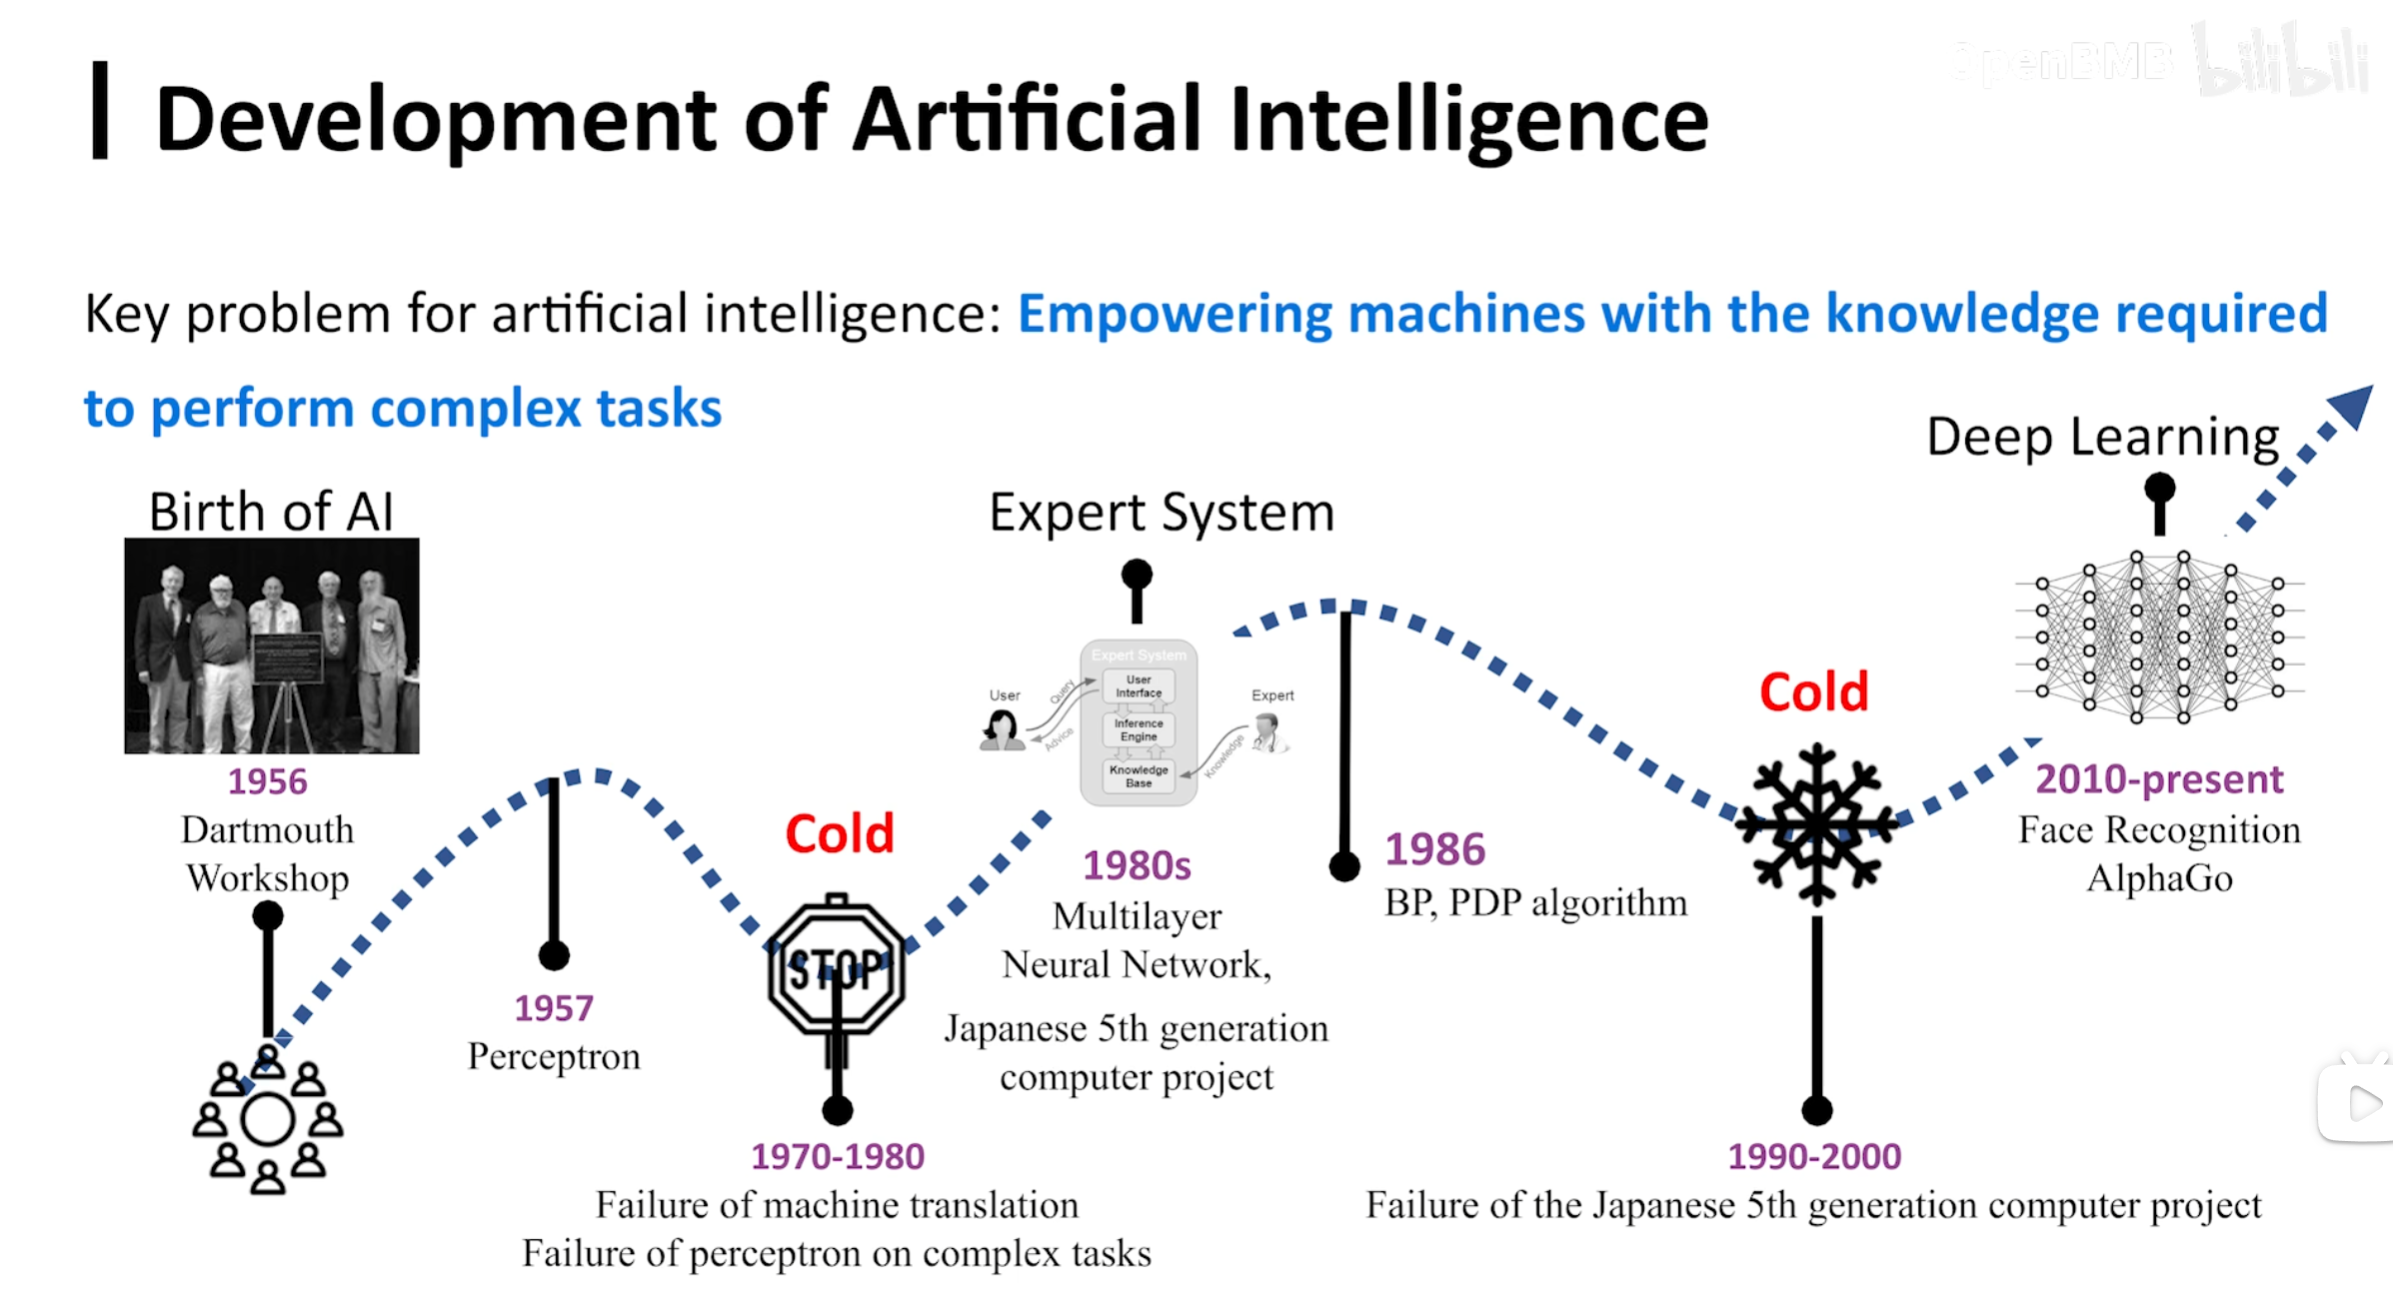 OpenBMB bilibili
Development of Artificial Intelligence
Key problem for artificial intelligence: Empowering machines with the knowledge required
to perform complex tasks
Birth of AI
1956
Dartmouth
Workshop
1957
Perceptron
Cold
STOP
1970-1980
Failure of machine translation
Failure of perceptron on complex tasks
Expert System
Expert System
User
Query
Advice
User
Interface
Inference
Engine
Knowledge
Base
Expert
Knowledge
1980s
Multilayer
Neural Network,
Japanese 5th generation
computer project
1986
BP, PDP algorithm
Cold
1990-2000
Failure of the Japanese 5th generation computer project
Deep Learning
2010-present
Face Recognition
AlphaGo